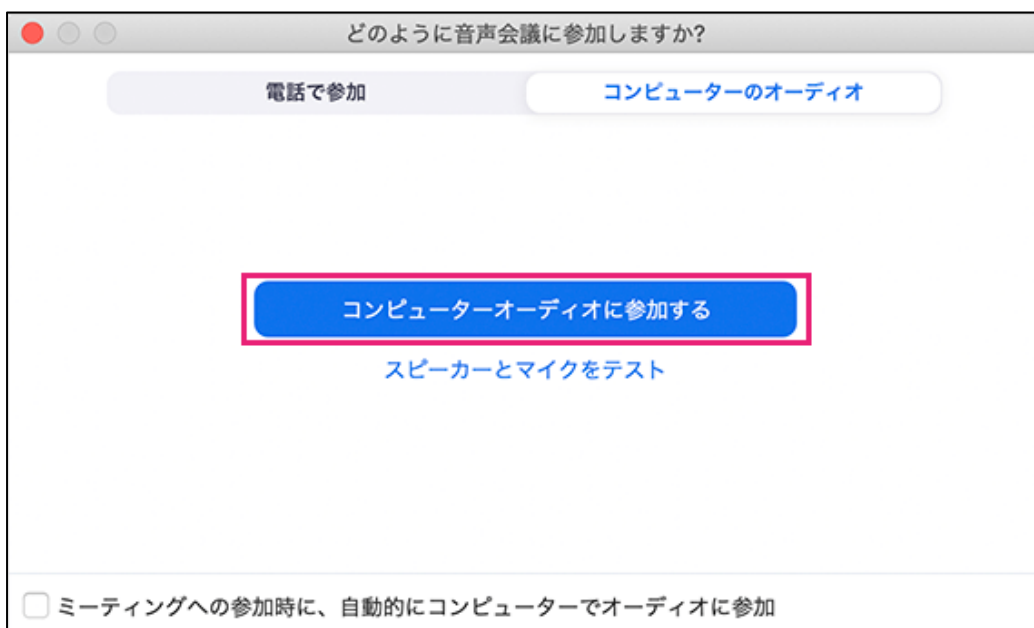 どのように音声会議に参加しますか?
電話で参加
コンピューターのオーディオ
コンピューターオーディオに参加する
スピーカーとマイクをテスト
ミーティングへの参加時に、自動的にコンピューターでオーディオに参加